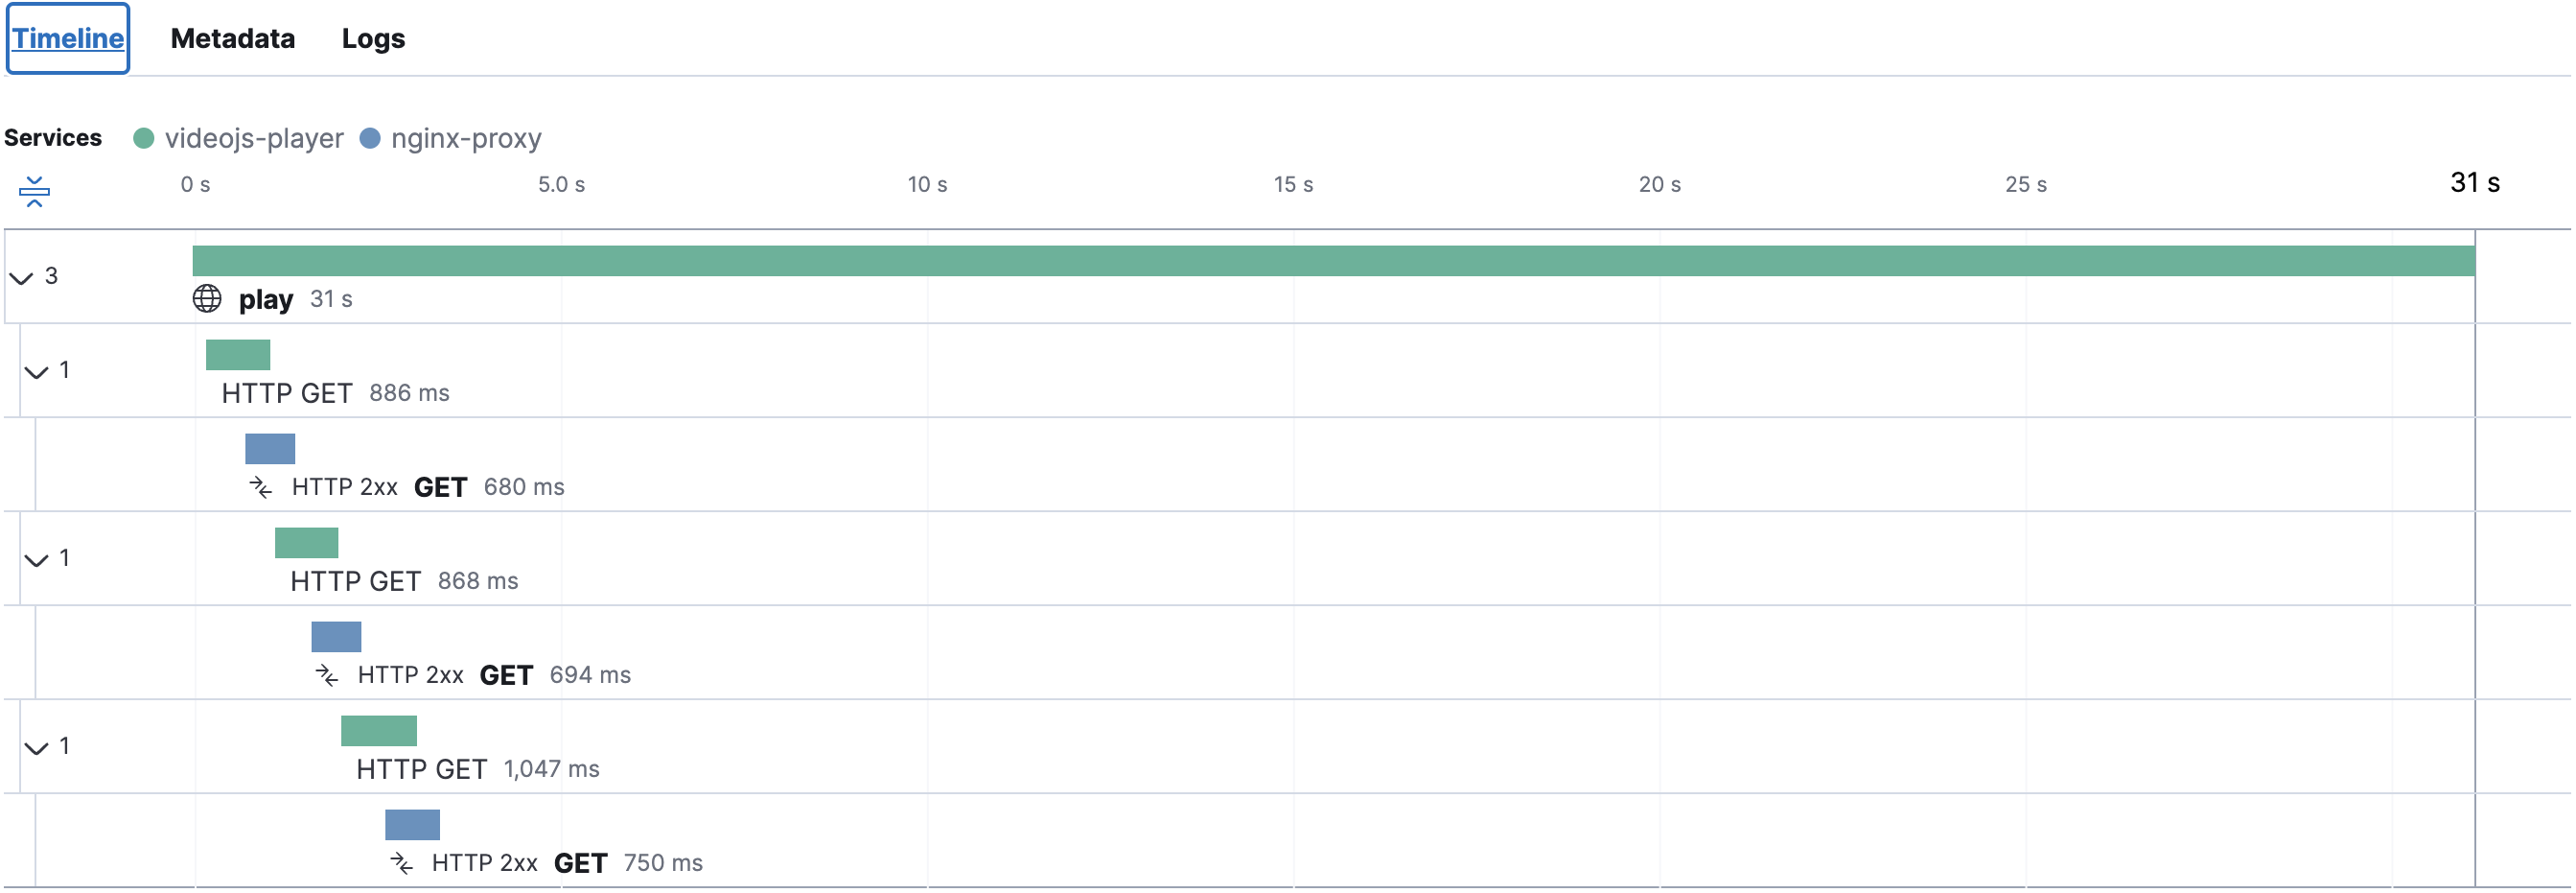 Timeline Metadata Logs
Services videojs-player nginx-proxy
0 s 5.0 s 10 s 15 s 20 s 25 s 31 s
3
play 31 s
1
HTTP GET 886 ms
HTTP 2xx GET 680 ms
1
HTTP GET 868 ms
HTTP 2xx GET 694 ms
1
HTTP GET 1,047 ms
HTTP 2xx GET 750 ms